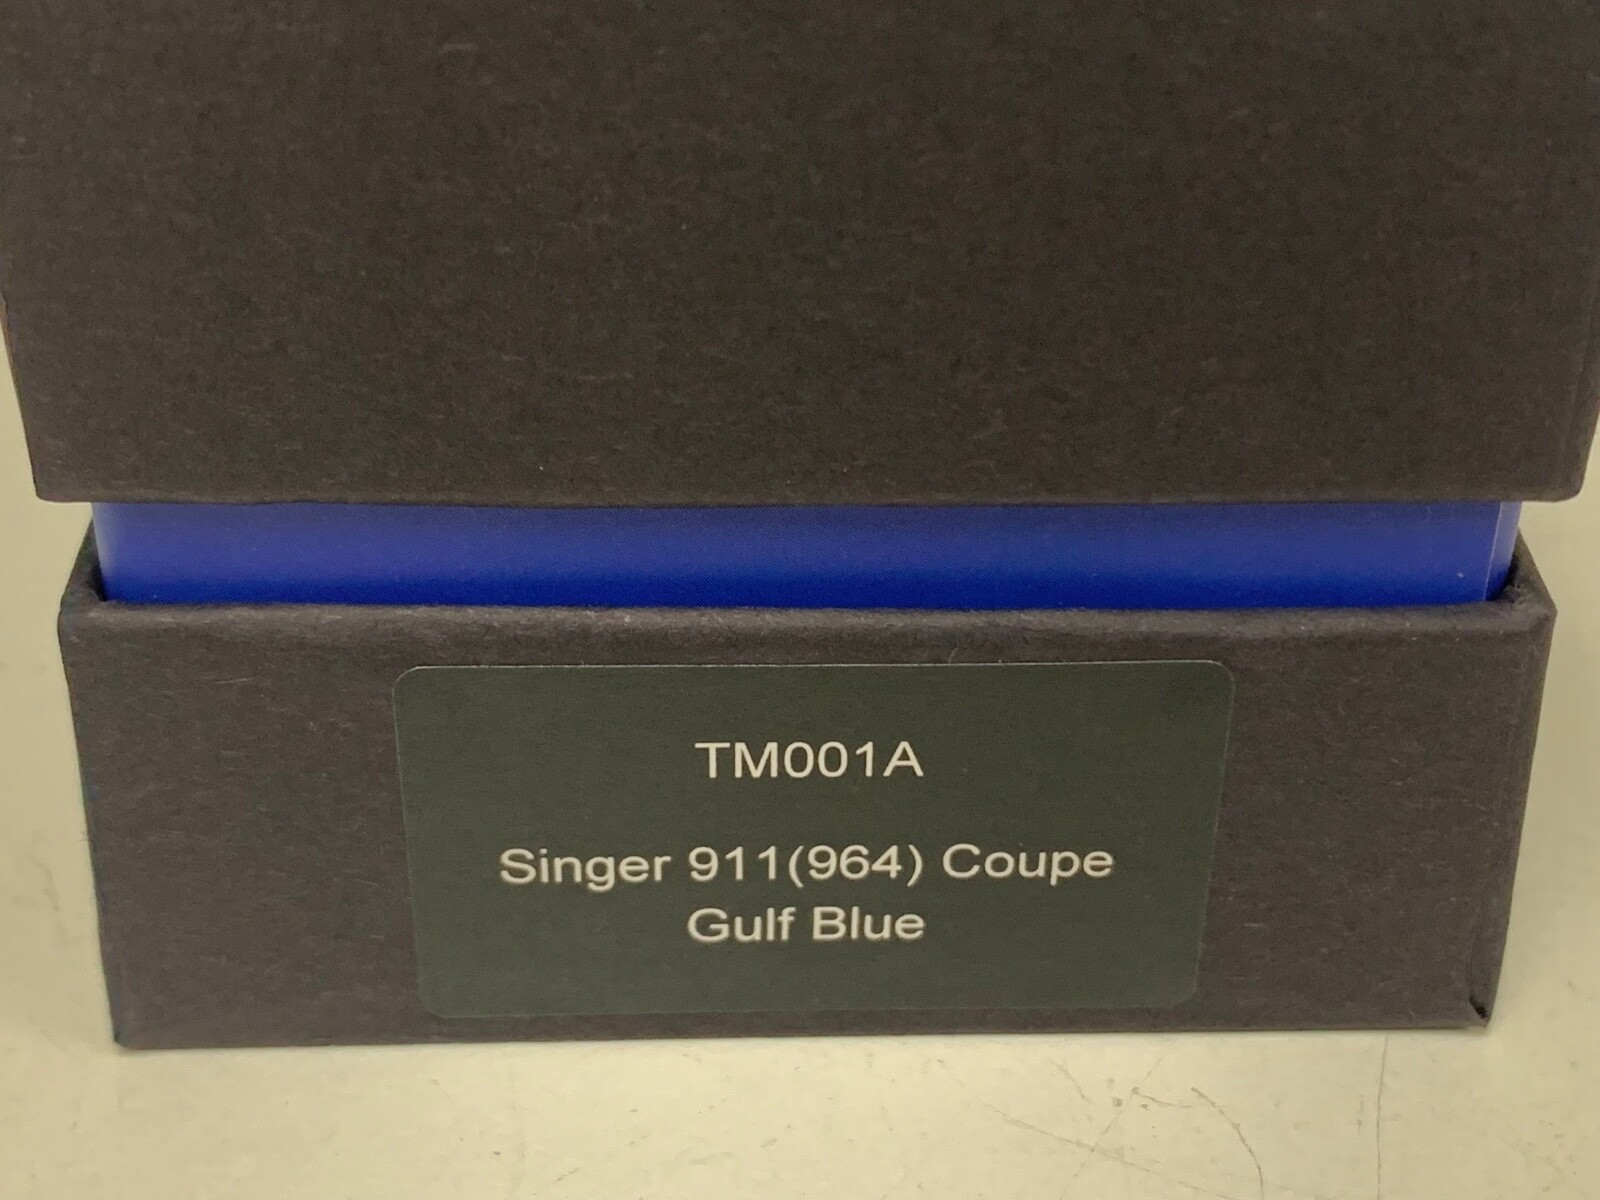 TM001A
Singer 911(964) Coupe
Gulf Blue